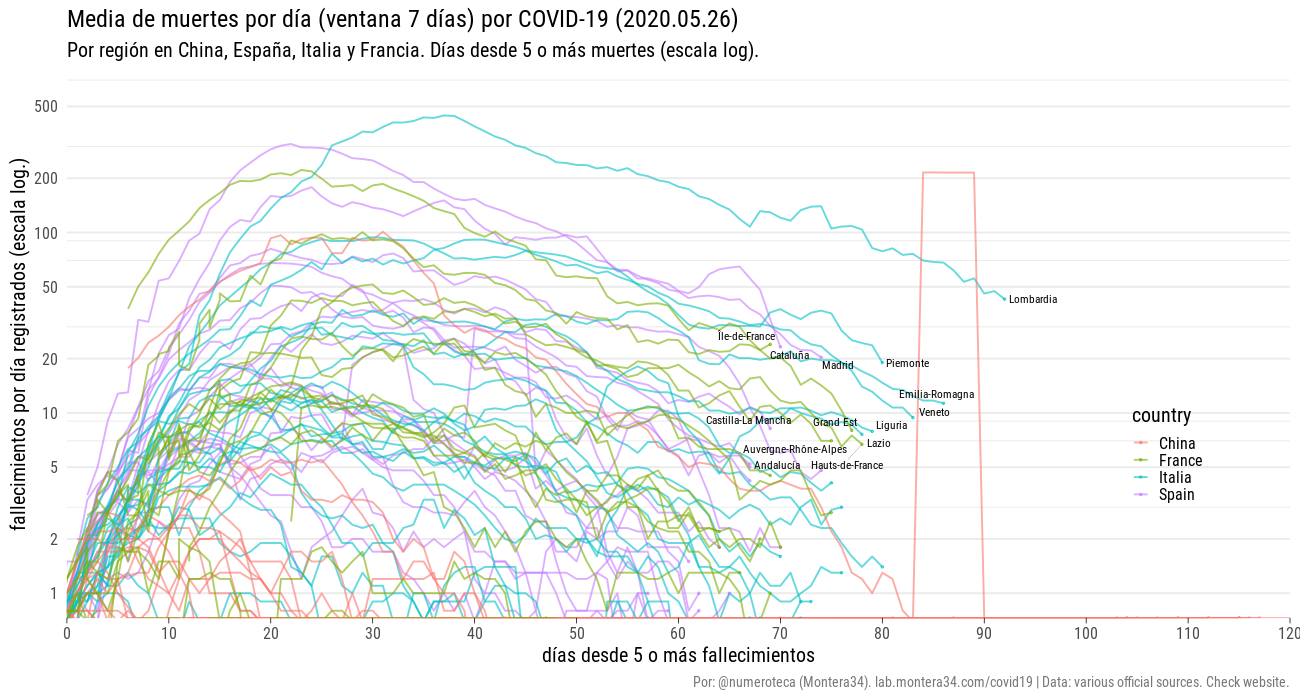 Media de muertes por día (ventana 7 días) por COVID-19 (2020.05.26)
Por región en China, España, Italia y Francia. Días desde 5 o más muertes (escala log).
fallecimientos por día registrados (escala log.)
500
200
100
50
20
10
5
2
1
Lombardia
Île-de-France
Cataluña
Madrid
Piemonte
Emilia-Romagna
Veneto
Castilla-La Mancha
Grand-Est
Liguria
Lazio
Auvergne-Rhône-Alpes
Andalucía
Hauts-de-France
country
China
France
Italia
Spain
0 10 20 30 40 50 60 70 80 90 100 110 120
días desde 5 o más fallecimientos
Por: @numeroteca (Montera34). lab.montera34.com/covid19 | Data: various official sources. Check website.